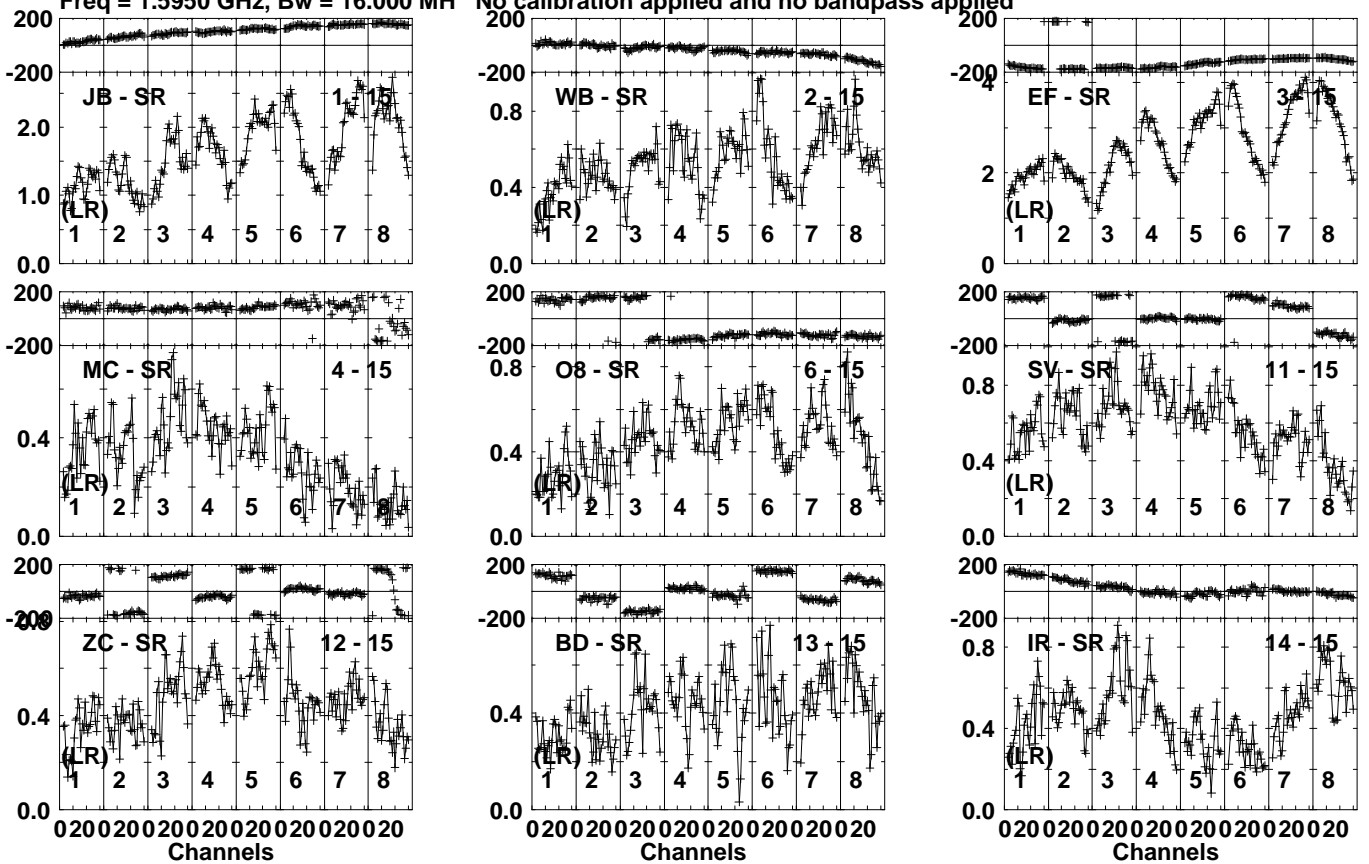 Freq = 1.5950 GHz, Bw = 16.000 MH No calibration applied and no bandpass applied
200
-200
JB - SR 1 - 15
2.0
1.0
(LR)
1 2 3 4 5 6 7 8
0.0
200
-200
WB - SR 2 - 15
0.8
0.4
(LR)
1 2 3 4 5 6 7 8
0.0
200
-200
4
EF - SR 3 - 15
2
(LR)
1 2 3 4 5 6 7 8
0
200
-200
MC - SR 4 - 15
0.4
(LR)
1 2 3 4 5 6 7 8
0.0
200
-200
O8 - SR 6 - 15
0.8
0.4
(LR)
1 2 3 4 5 6 7 8
0.0
200
-200
SV - SR 11 - 15
0.8
0.4
(LR)
1 2 3 4 5 6 7 8
0.0
200
-200
0.8
ZC - SR 12 - 15
0.4
(LR)
1 2 3 4 5 6 7 8
0.0
0 20 0 20 0 20 0 20 0 20 0 20 0 20 0 20
Channels
200
-200
BD - SR 13 - 15
0.4
(LR)
1 2 3 4 5 6 7 8
0.0
0 20 0 20 0 20 0 20 0 20 0 20 0 20 0 20
Channels
200
-200
IR - SR 14 - 15
0.8
0.4
(LR)
1 2 3 4 5 6 7 8
0.0
0 20 0 20 0 20 0 20 0 20 0 20 0 20 0 20
Channels